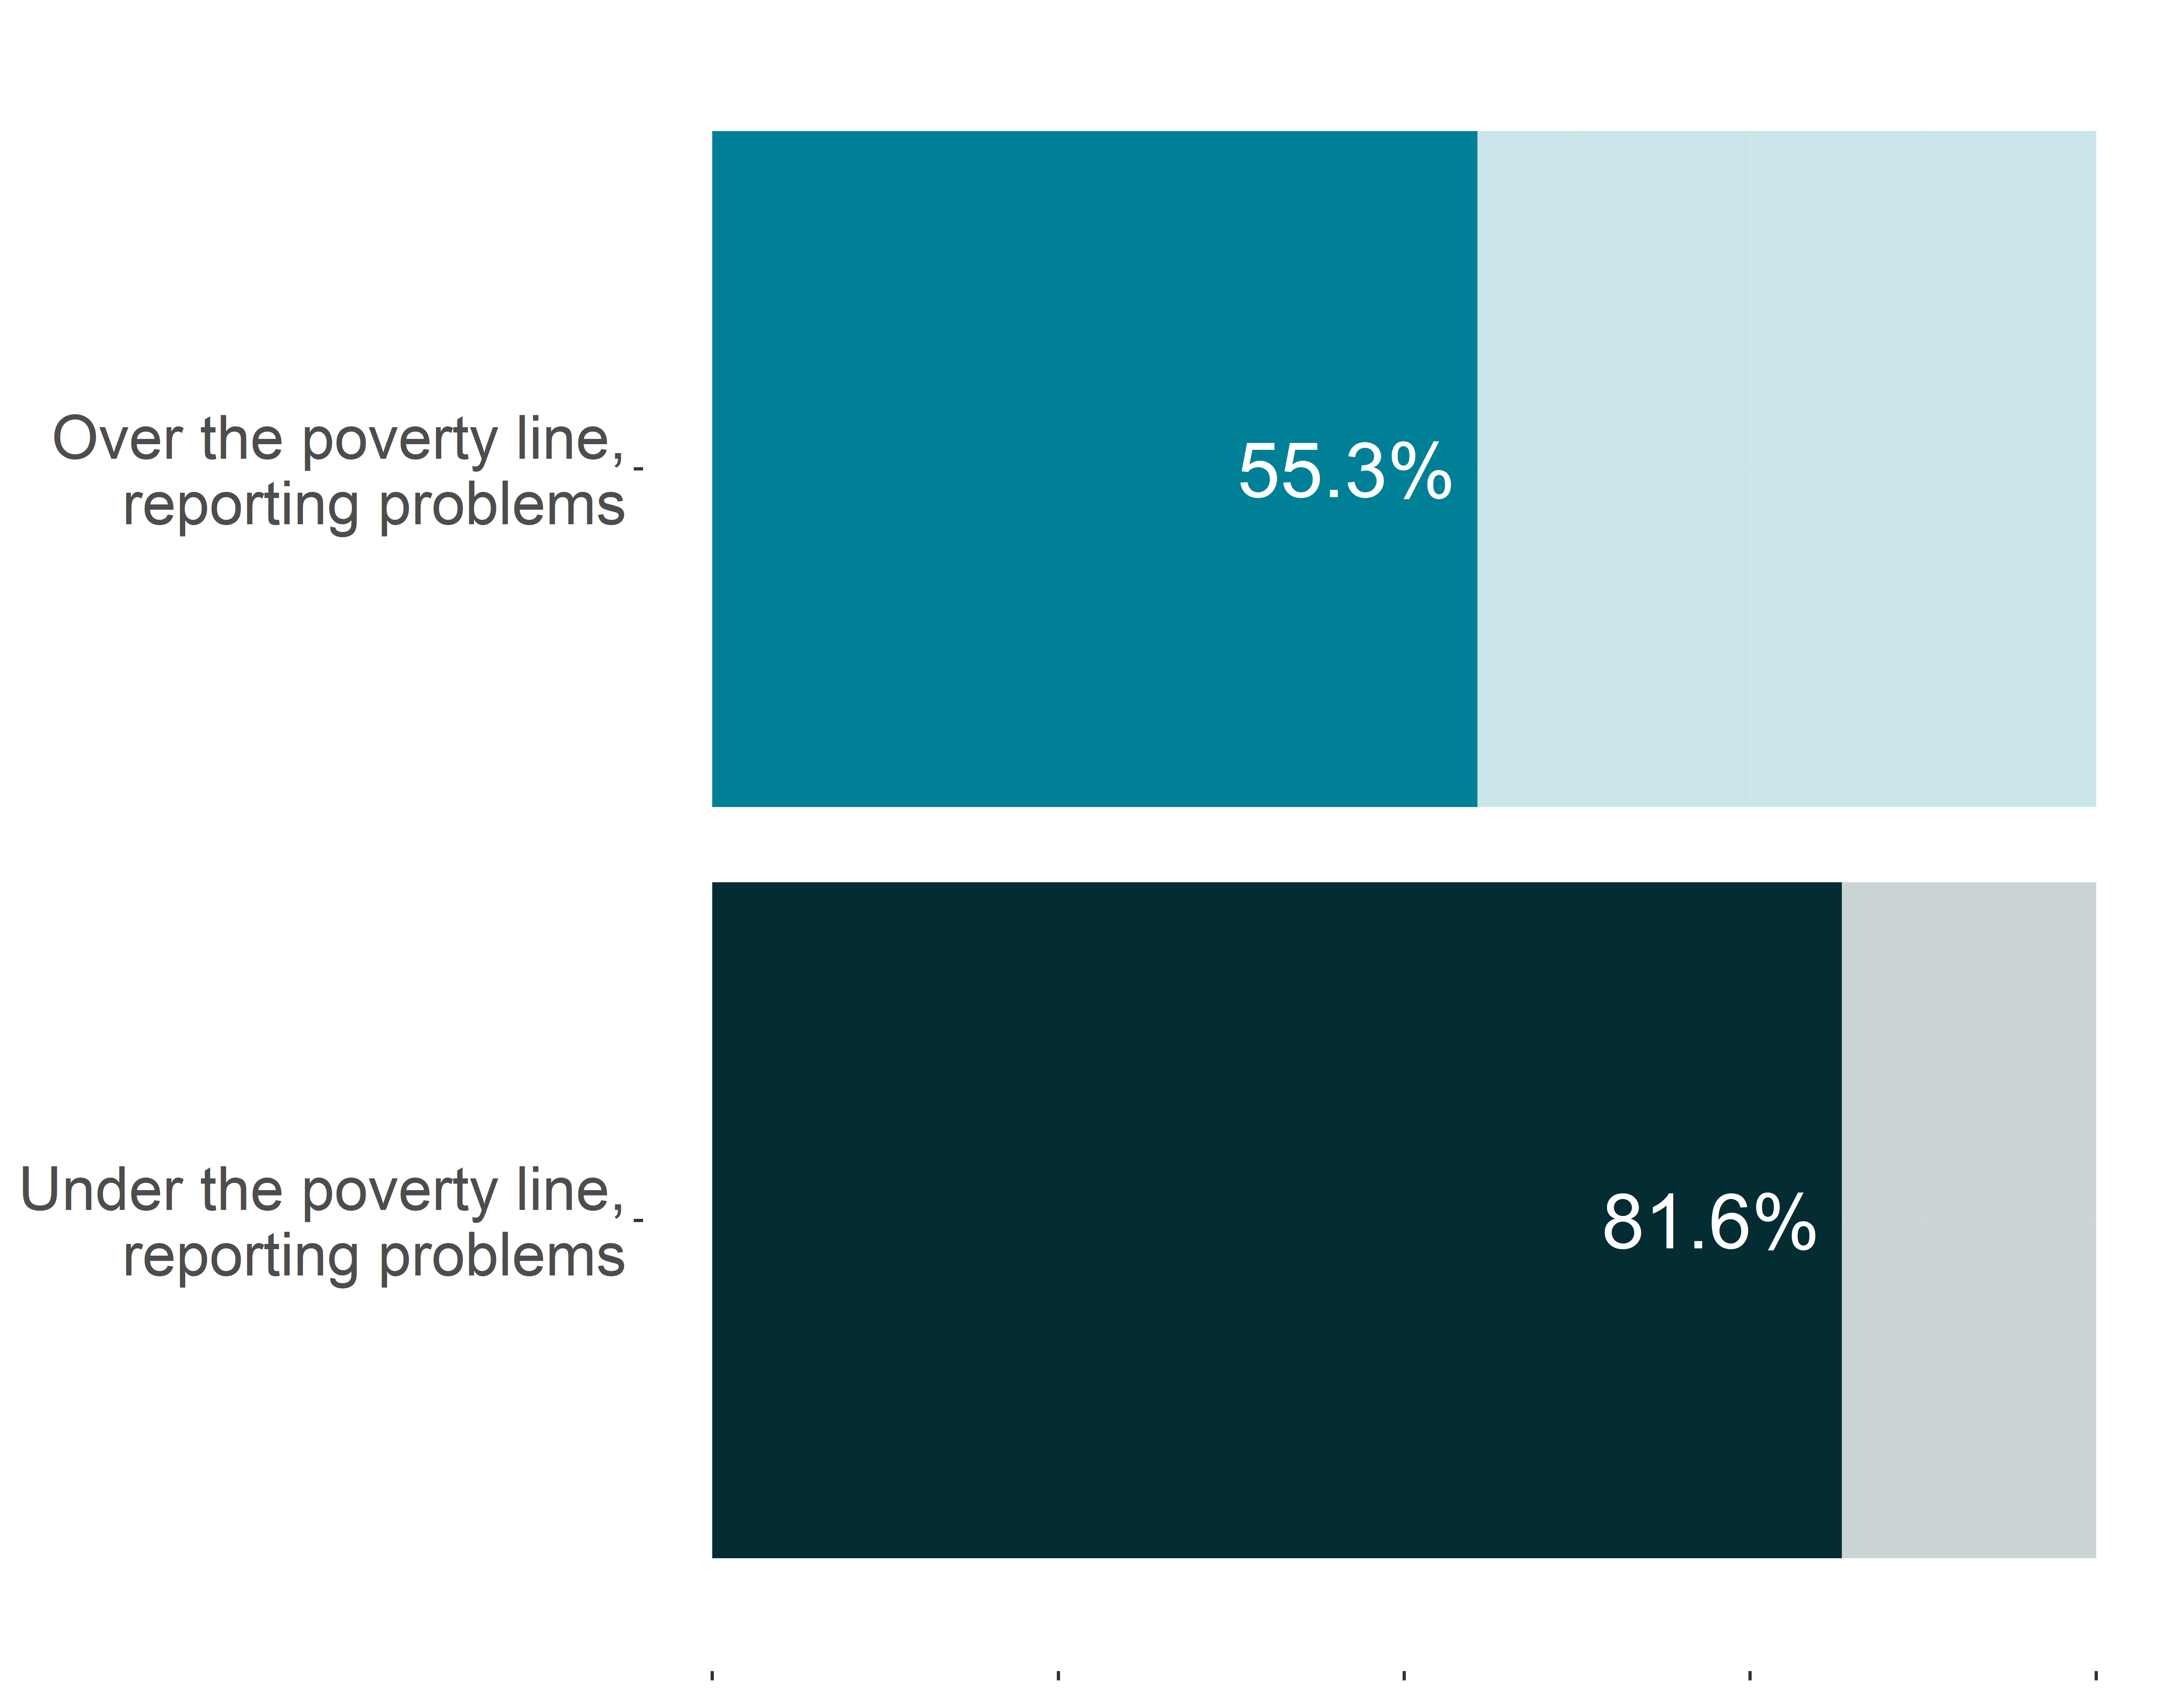 Over the poverty line,
reporting problems
55.3%
Under the poverty line,
reporting problems
81.6%